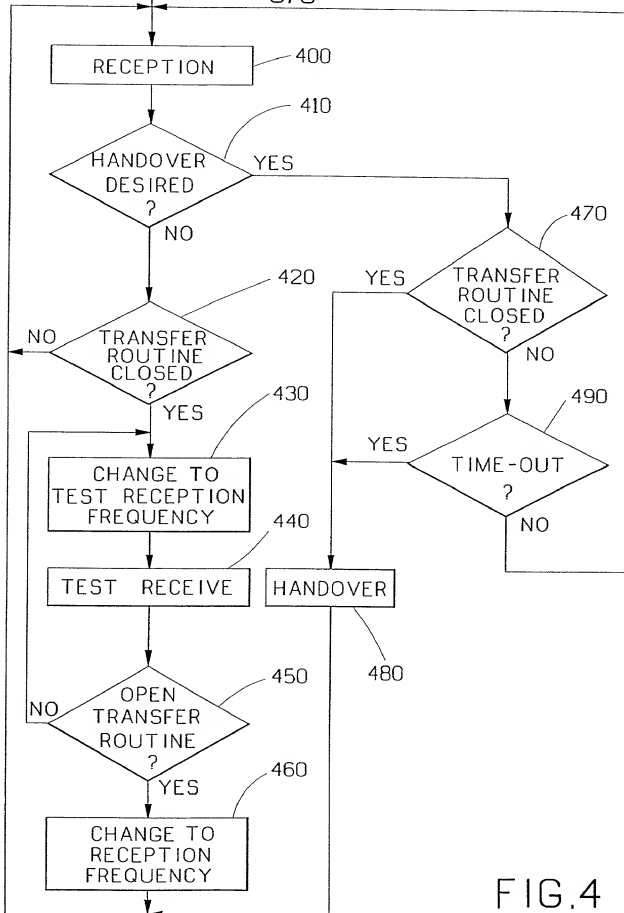 RECEPTION
400
410
HANDOVER
DESIRED
?
YES
NO
470
YES
TRANSFER
ROUTINE
CLOSED
?
NO
420
NO
TRANSFER
ROUTINE
CLOSED
?
YES
430
490
YES
TIME-OUT
?
NO
CHANGE TO
TEST RECEPTION
FREQUENCY
440
TEST RECEIVE
HANDOVER
480
450
NO
OPEN
TRANSFER
ROUTINE
?
YES
460
CHANGE TO
RECEPTION
FREQUENCY
FIG.4